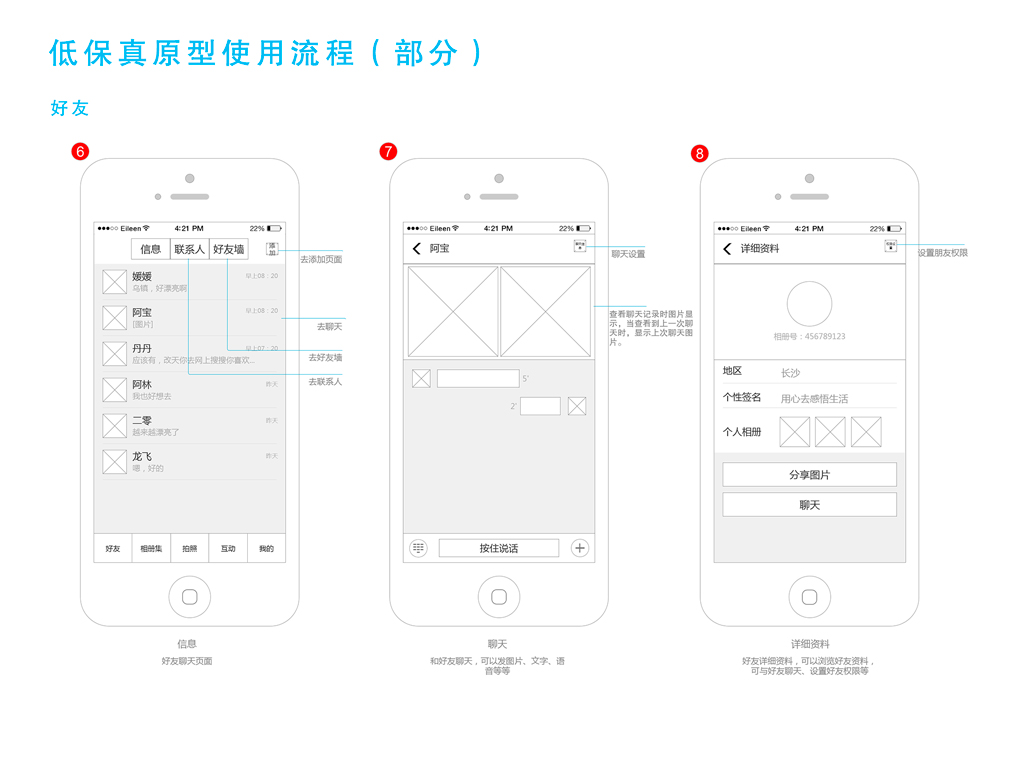 低保真原型使用流程（部分）
好友
6
Eileen 4:21 PM 22%
信息 联系人 好友墙 添加
去添加页面
媛媛 早上08：20
乌镇，好漂亮啊
阿宝 早上08：20
[图片]
去聊天
丹丹 早上07：20
应该有，改天你去网上搜搜你喜欢...
去好友墙
阿林 昨天
我也好想去
去联系人
二零 昨天
越来越漂亮了
龙飞 昨天
嗯，好的
好友 相册集 拍照 互动 我的
信息
好友聊天页面
7
Eileen 4:21 PM 22%
阿宝
聊天设置
查看聊天记录时图片显
示，当查看到上一次聊
天时，显示上次聊天图
片。
5'
2'
按住说话
聊天
和好友聊天，可以发图片、文字、语
音等等
8
Eileen 4:21 PM 22%
详细资料
设置朋友权限
相册号：456789123
地区 长沙
个性签名 用心去感悟生活
个人相册
分享图片
聊天
详细资料
好友详细资料，可以浏览好友资料，
可与好友聊天、设置好友权限等